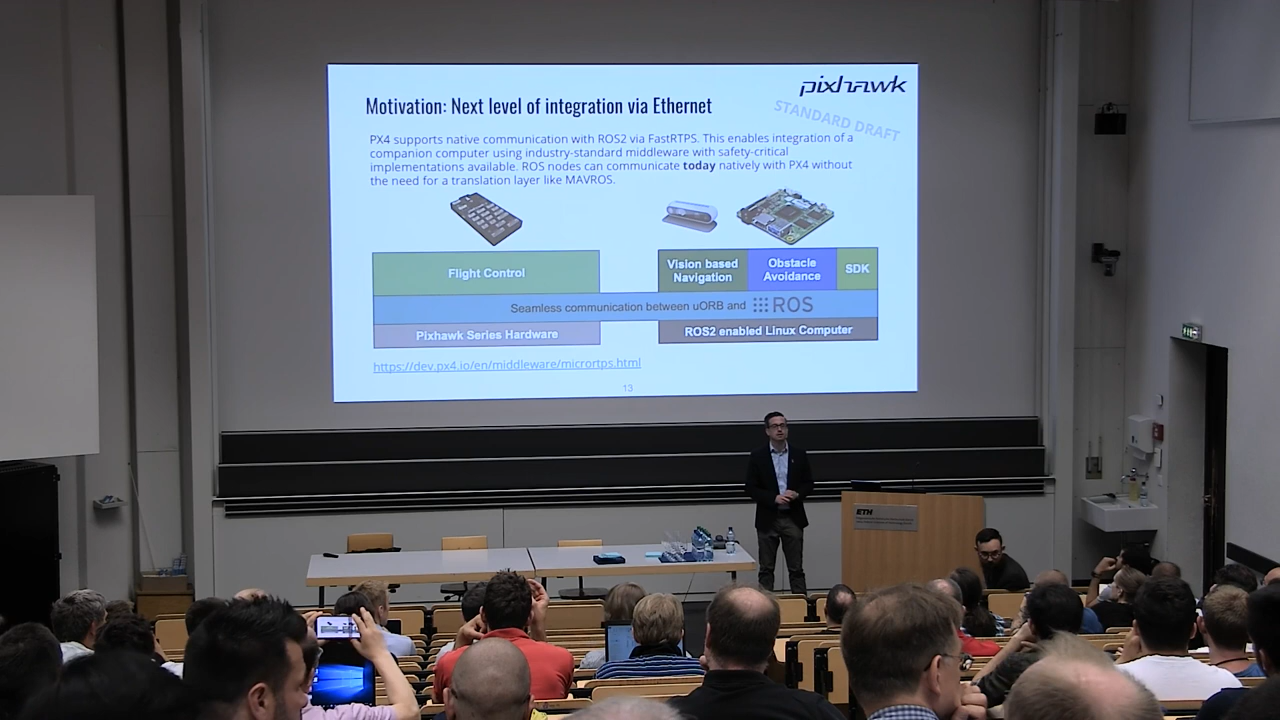 pixhawk
Motivation: Next level of integration via Ethernet
STANDARD DRAFT
PX4 supports native communication with ROS2 via FastRTPS. This enables integration of a
companion computer using industry-standard middleware with safety-critical
implementations available. ROS nodes can communicate today natively with PX4 without
the need for a translation layer like MAVROS.
Flight Control
Vision based
Navigation
Obstacle
Avoidance
SDK
Seamless communication between uORB and ROS
Pixhawk Series Hardware
ROS2 enabled Linux Computer
https://dev.px4.io/en/middleware/micrortps.html
13
ETH